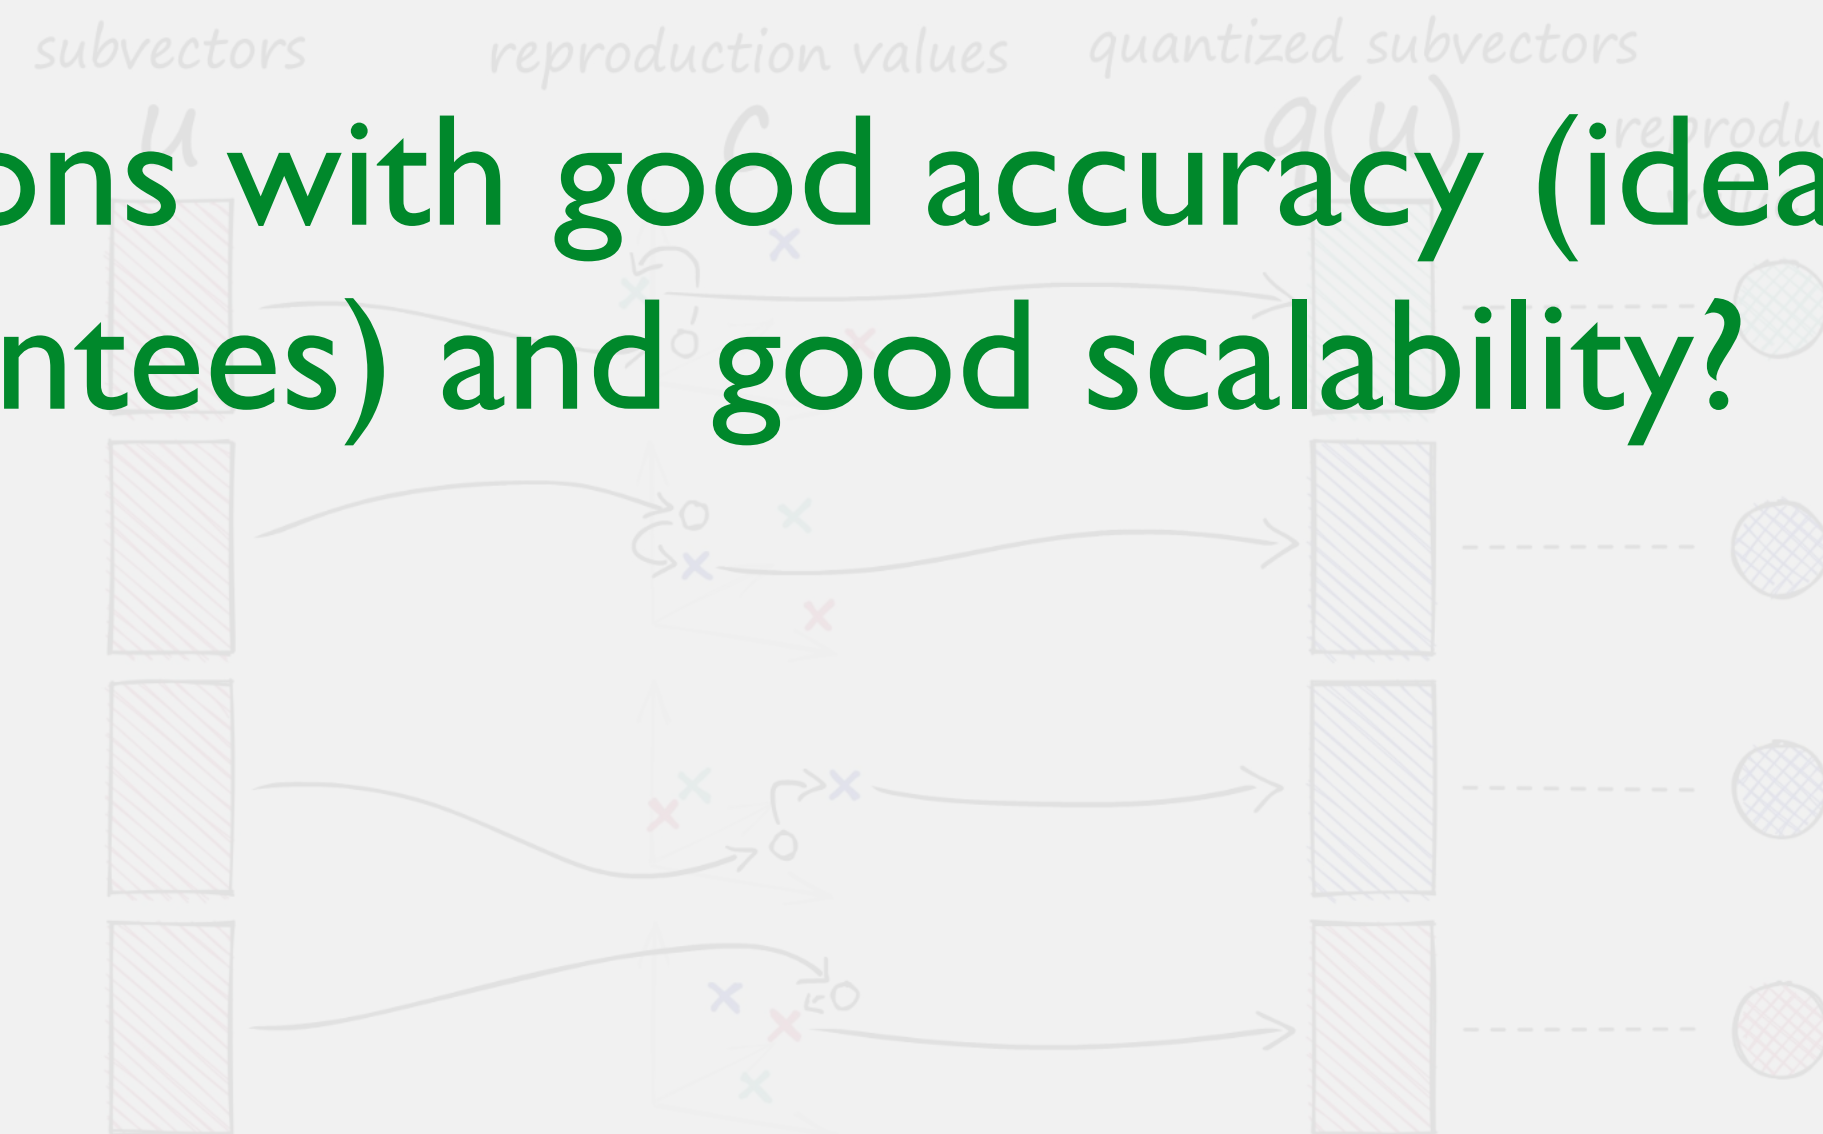 subvectors reproduction values quantized subvectors
u c q(u)
ons with good accuracy (idea
ntees) and good scalability?